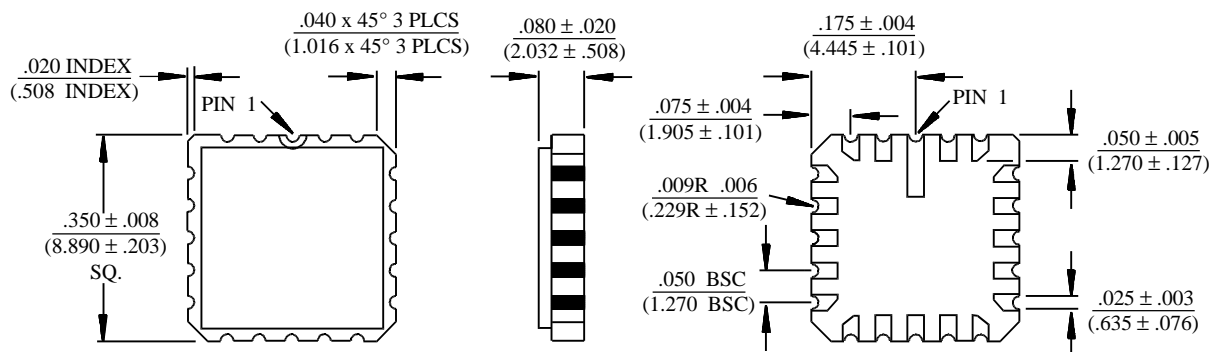 .040 x 45° 3 PLCS
(1.016 x 45° 3 PLCS)
.020 INDEX
(.508 INDEX)
PIN 1
.350 ± .008
(8.890 ± .203)
SQ.
.080 ± .020
(2.032 ± .508)
.175 ± .004
(4.445 ± .101)
PIN 1
.075 ± .004
(1.905 ± .101)
.050 ± .005
(1.270 ± .127)
.009R .006
(.229R ± .152)
.050 BSC
(1.270 BSC)
.025 ± .003
(.635 ± .076)